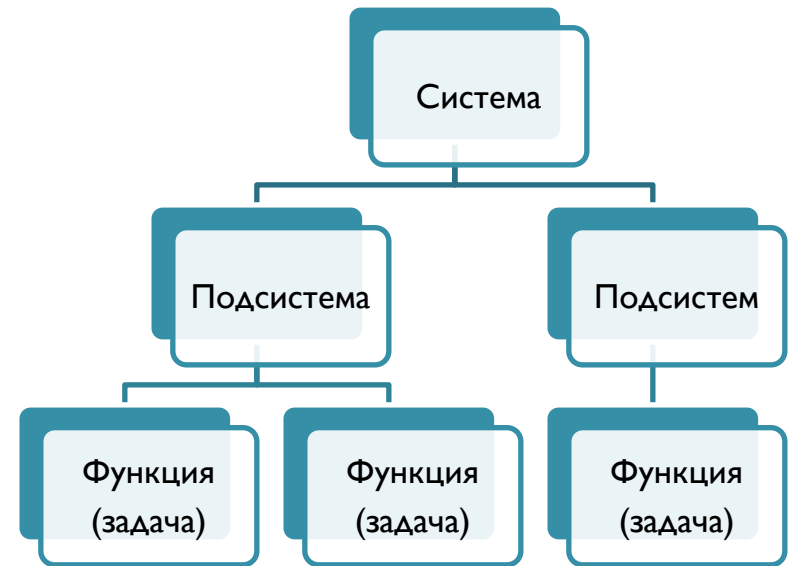 Система
Подсистема
Подсистем
Функция
(задача)
Функция
(задача)
Функция
(задача)